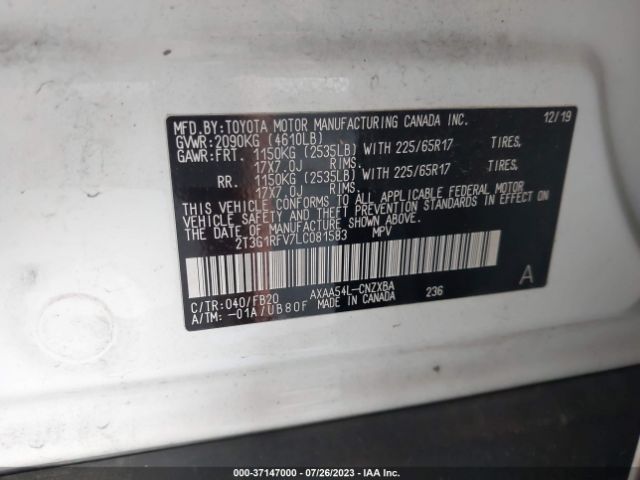 MFD.BY:TOYOTA MOTOR MANUFACTURING CANADA INC. 12/19
GVWR:2090KG (4610LB)
GAWR:FRT. 1150KG (2535LB) WITH 225/65R17 TIRES,
17X7.0J RIMS.
RR. 1150KG (2535LB) WITH 225/65R17 TIRES,
17X7.0J RIMS.
THIS VEHICLE CONFORMS TO ALL APPLICABLE FEDERAL MOTOR
VEHICLE SAFETY AND THEFT PREVENTION STANDARDS IN EFFECT
ON THE DATE OF MANUFACTURE SHOWN ABOVE.
2T3G1RFV7LC081583 MPV
C/TR:040/FB20 AXAA54L-CNZXBA 236 A
A/TM:-01A/UB80F MADE IN CANADA
000-37147000 - 07/26/2023 - IAA Inc.